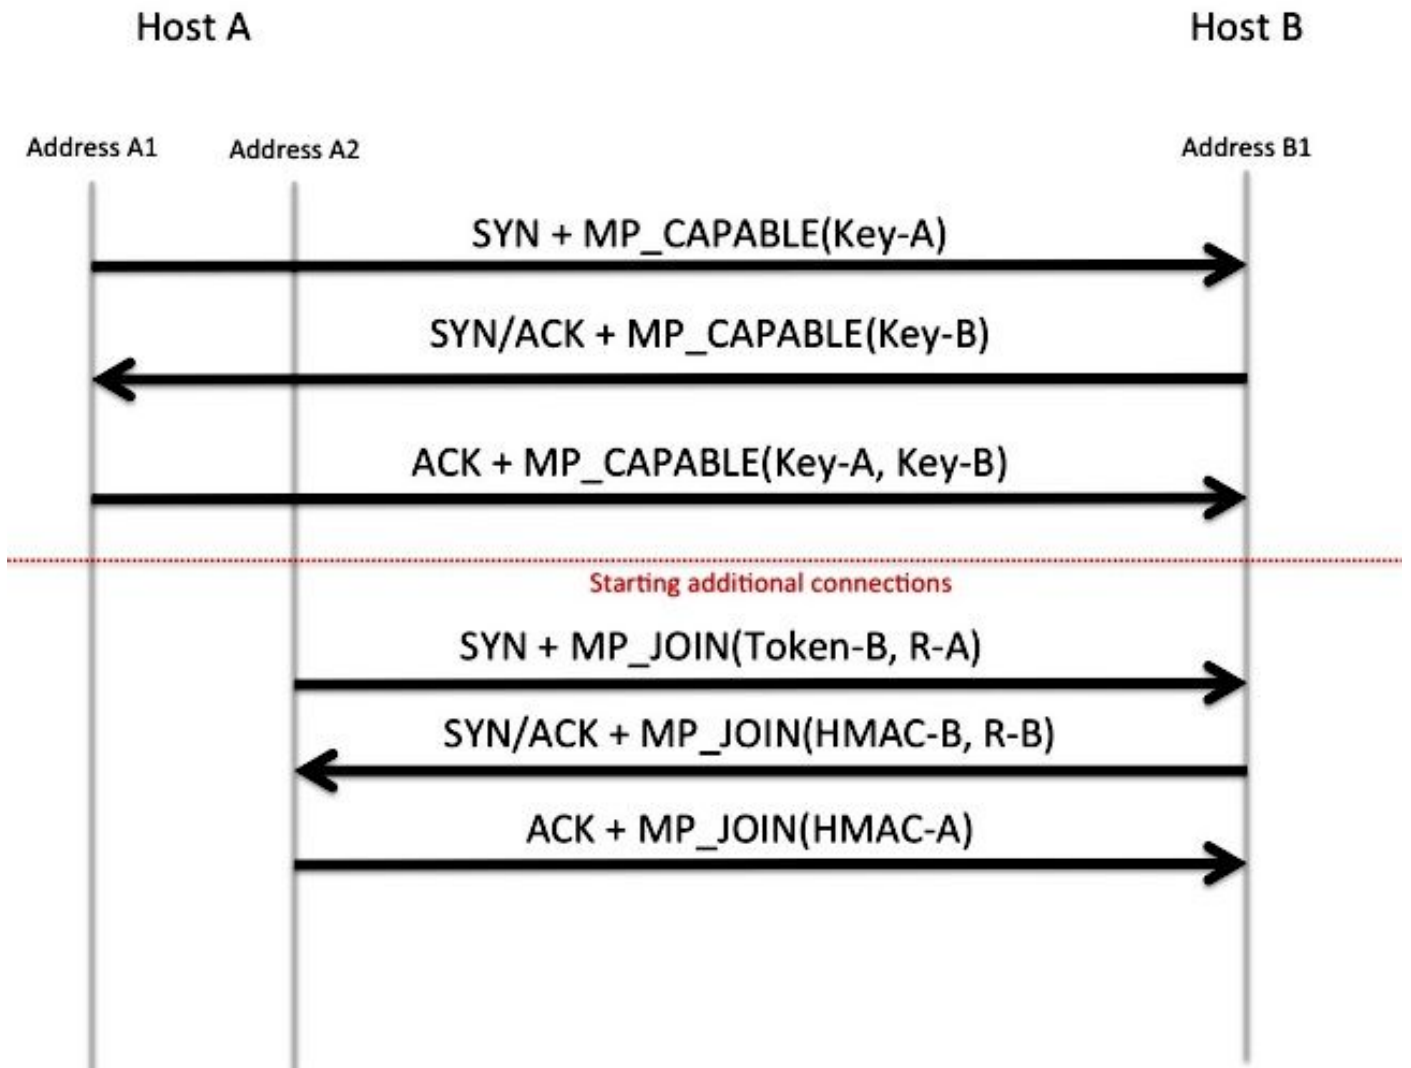 Host A
Host B
Address A1
Address A2
Address B1
SYN + MP_CAPABLE(Key-A)
SYN/ACK + MP_CAPABLE(Key-B)
ACK + MP_CAPABLE(Key-A, Key-B)
Starting additional connections
SYN + MP_JOIN(Token-B, R-A)
SYN/ACK + MP_JOIN(HMAC-B, R-B)
ACK + MP_JOIN(HMAC-A)